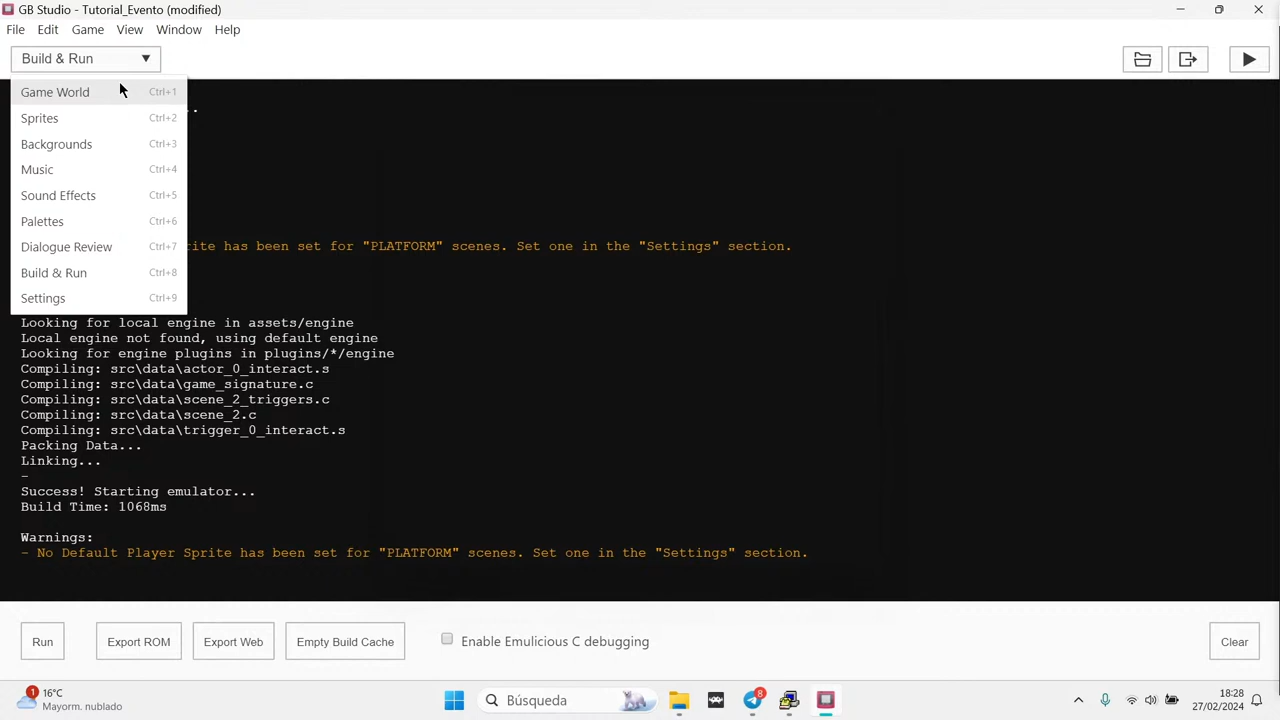 GB Studio - Tutorial_Evento (modified)
File Edit Game View Window Help
Build & Run ▼
Game World Ctrl+1
Sprites Ctrl+2
Backgrounds Ctrl+3
Music Ctrl+4
Sound Effects Ctrl+5
Palettes Ctrl+6
Dialogue Review Ctrl+7
Build & Run Ctrl+8
Settings Ctrl+9
has been set for "PLATFORM" scenes. Set one in the "Settings" section.
Looking for local engine in assets/engine
Local engine not found, using default engine
Looking for engine plugins in plugins/*/engine
Compiling: src\data\actor_0_interact.s
Compiling: src\data\game_signature.c
Compiling: src\data\scene_2_triggers.c
Compiling: src\data\scene_2.c
Compiling: src\data\trigger_0_interact.s
Packing Data...
Linking...
-
Success! Starting emulator...
Build Time: 1068ms
Warnings:
- No Default Player Sprite has been set for "PLATFORM" scenes. Set one in the "Settings" section.
Run Export ROM Export Web Empty Build Cache Enable Emulicious C debugging Clear
1 16°C
Mayorm. nublado
Búsqueda
8
18:28
27/02/2024